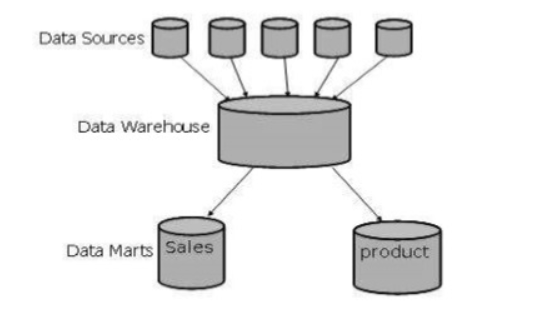 Data Sources
Data Warehouse
Data Marts
Sales
product